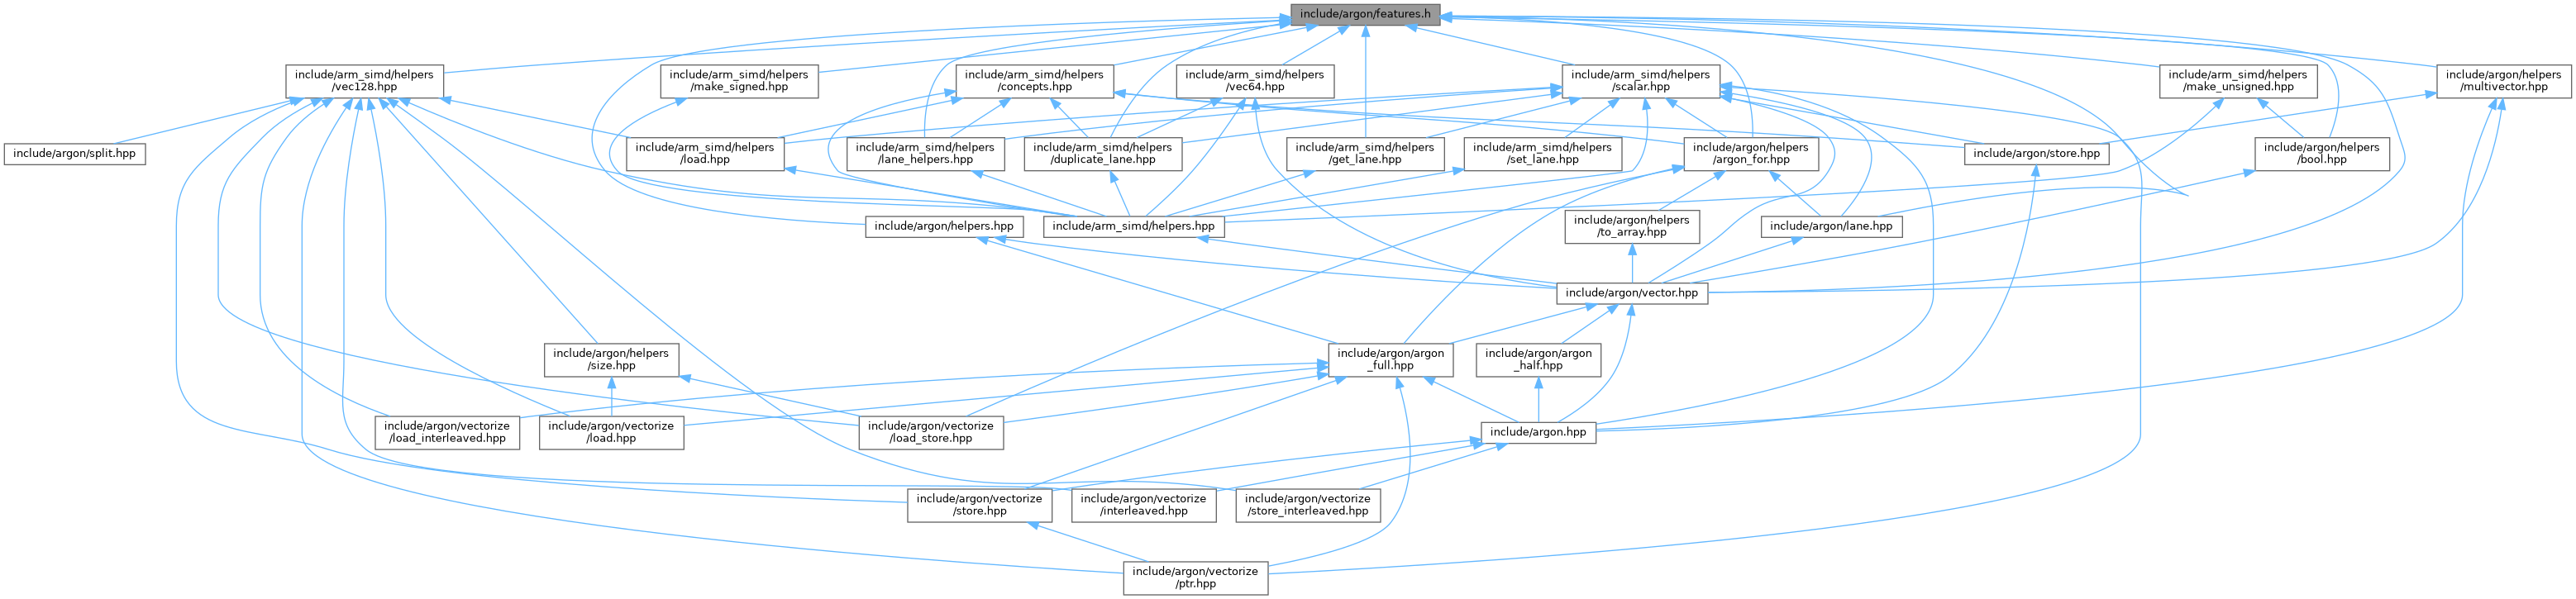 include/argon/features.h
include/arm_simd/helpers
/vec128.hpp
include/arm_simd/helpers
/make_signed.hpp
include/arm_simd/helpers
/concepts.hpp
include/arm_simd/helpers
/vec64.hpp
include/arm_simd/helpers
/scalar.hpp
include/arm_simd/helpers
/make_unsigned.hpp
include/argon/helpers
/multivector.hpp
include/argon/split.hpp
include/arm_simd/helpers
/load.hpp
include/arm_simd/helpers
/lane_helpers.hpp
include/arm_simd/helpers
/duplicate_lane.hpp
include/arm_simd/helpers
/get_lane.hpp
include/arm_simd/helpers
/set_lane.hpp
include/argon/helpers
/argon_for.hpp
include/argon/store.hpp
include/argon/helpers
/bool.hpp
include/argon/helpers.hpp
include/arm_simd/helpers.hpp
include/argon/helpers
/to_array.hpp
include/argon/lane.hpp
include/argon/vector.hpp
include/argon/helpers
/size.hpp
include/argon/argon
_full.hpp
include/argon/argon
_half.hpp
include/argon/vectorize
/load_interleaved.hpp
include/argon/vectorize
/load.hpp
include/argon/vectorize
/load_store.hpp
include/argon.hpp
include/argon/vectorize
/store.hpp
include/argon/vectorize
/interleaved.hpp
include/argon/vectorize
/store_interleaved.hpp
include/argon/vectorize
/ptr.hpp